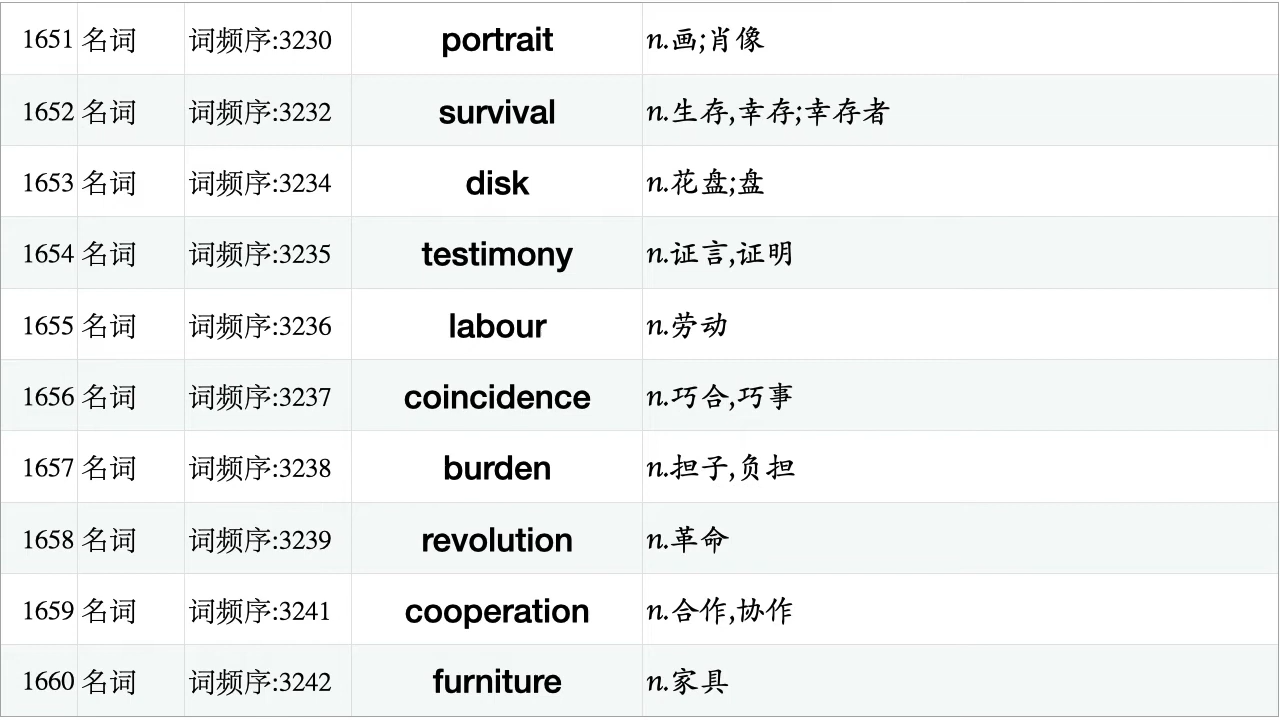 1651 名词 词频序:3230 portrait n.画;肖像
1652 名词 词频序:3232 survival n.生存,幸存;幸存者
1653 名词 词频序:3234 disk n.花盘;盘
1654 名词 词频序:3235 testimony n.证言,证明
1655 名词 词频序:3236 labour n.劳动
1656 名词 词频序:3237 coincidence n.巧合,巧事
1657 名词 词频序:3238 burden n.担子,负担
1658 名词 词频序:3239 revolution n.革命
1659 名词 词频序:3241 cooperation n.合作,协作
1660 名词 词频序:3242 furniture n.家具